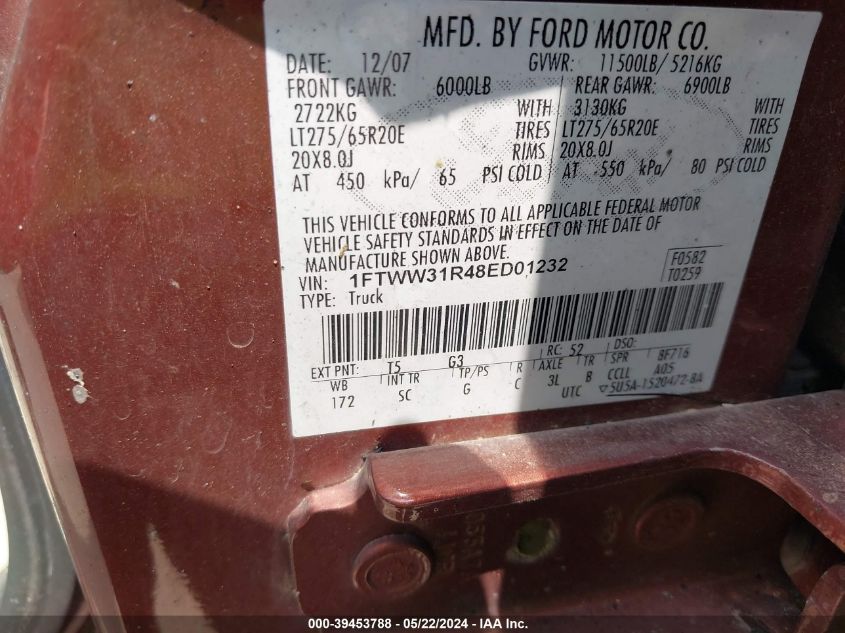 MFD. BY FORD MOTOR CO.
DATE: 12/07 GVWR: 11500LB/ 5216KG
FRONT GAWR: 6000LB REAR GAWR: 6900LB
2722KG WITH 3130KG WITH
LT275/65R20E TIRES LT275/65R20E TIRES
20X8.0J RIMS 20X8.0J RIMS
AT 450 kPa/ 65 PSI COLD AT 550 kPa/ 80 PSI COLD
THIS VEHICLE CONFORMS TO ALL APPLICABLE FEDERAL MOTOR
VEHICLE SAFETY STANDARDS IN EFFECT ON THE DATE OF
MANUFACTURE SHOWN ABOVE.
VIN: 1FTWW31R48ED01232 F0582
TYPE: Truck T0259
EXT PNT: T5 G3 RC: 52 DSO:
WB INT TR TP/PS R AXLE TR SPR 8F716
172 SC G C 3L B CCLL A05
UTC 5U5A-1520472-BA
000-39453788 - 05/22/2024 - © IAA, Inc.